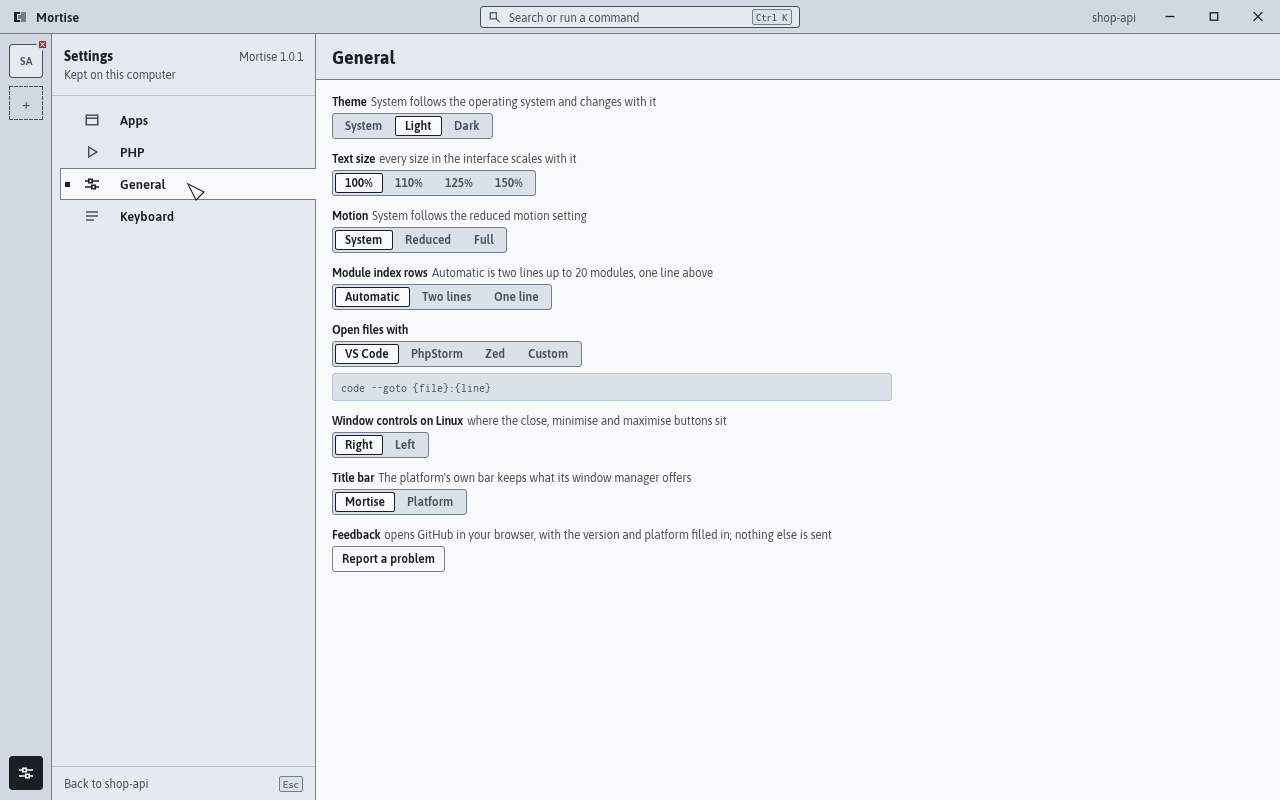 Mortise
Search or run a command
Ctrl K
shop-api
SA
+
Settings
Mortise 1.0.1
Kept on this computer
Apps
PHP
General
Keyboard
Back to shop-api
Esc
General
Theme System follows the operating system and changes with it
System Light Dark
Text size every size in the interface scales with it
100% 110% 125% 150%
Motion System follows the reduced motion setting
System Reduced Full
Module index rows Automatic is two lines up to 20 modules, one line above
Automatic Two lines One line
Open files with
VS Code PhpStorm Zed Custom
code --goto {file}:{line}
Window controls on Linux where the close, minimise and maximise buttons sit
Right Left
Title bar The platform's own bar keeps what its window manager offers
Mortise Platform
Feedback opens GitHub in your browser, with the version and platform filled in; nothing else is sent
Report a problem